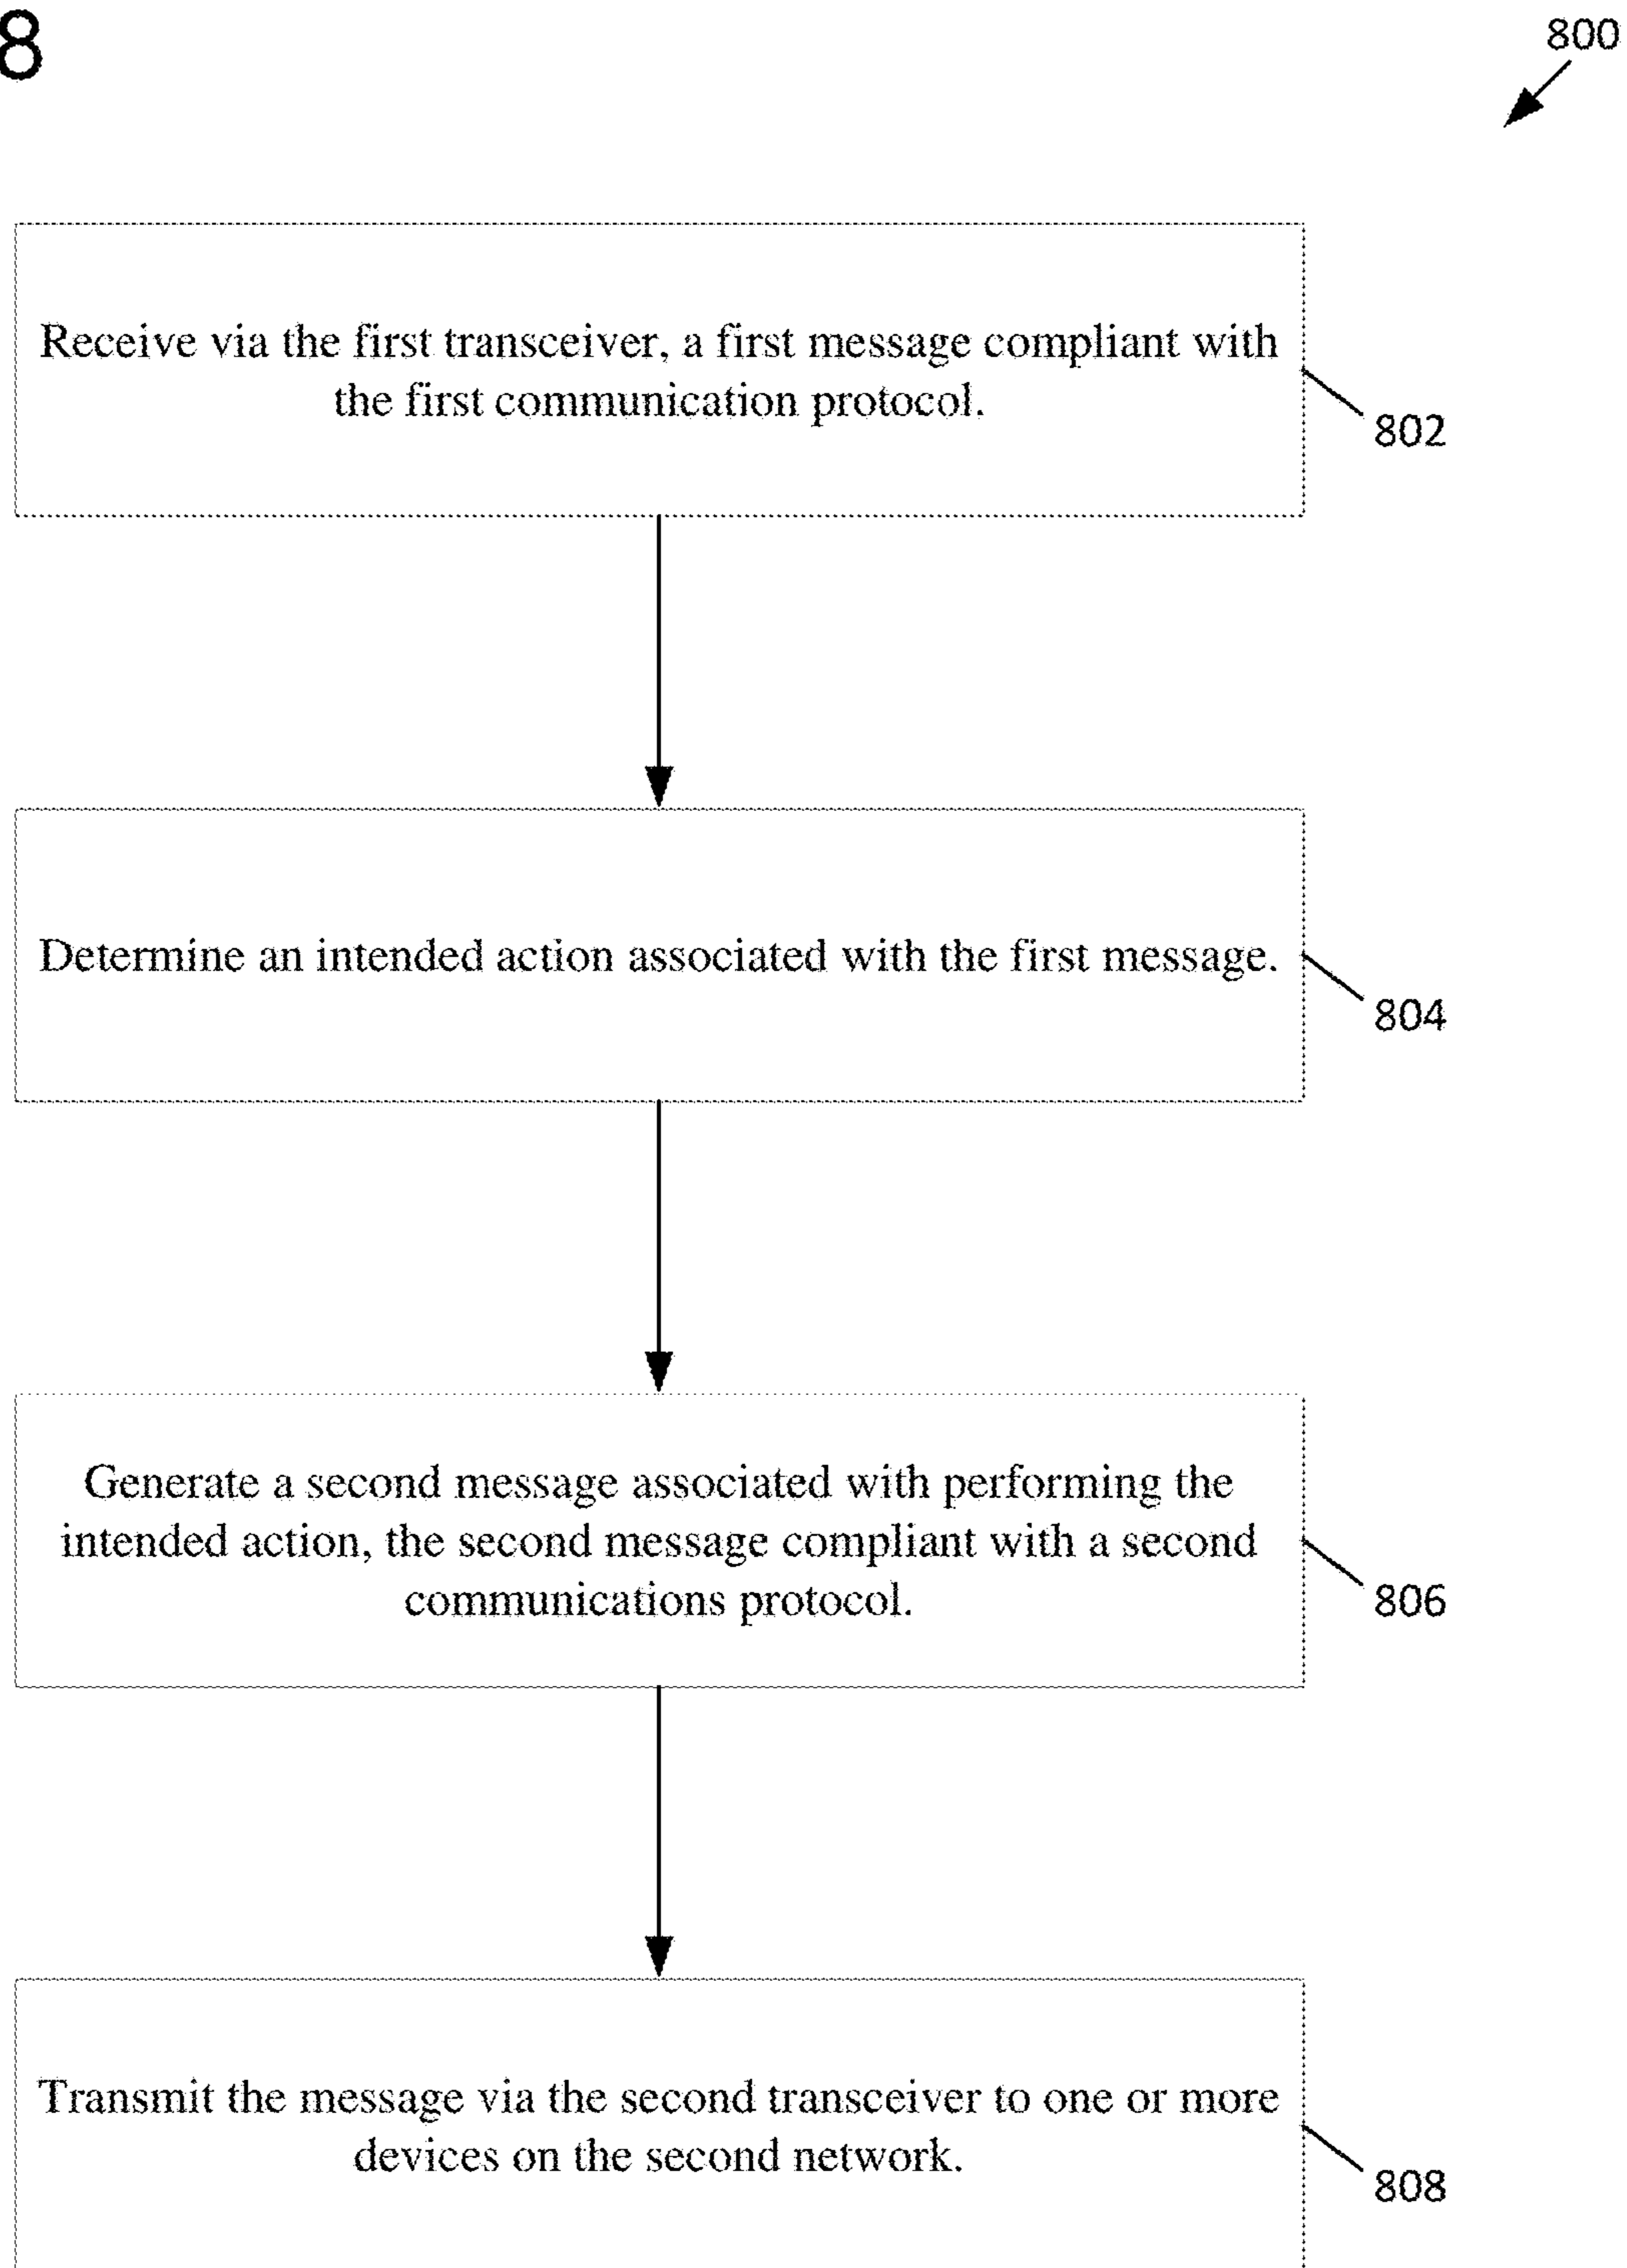 8
800
Receive via the first transceiver, a first message compliant with
the first communication protocol.
802
Determine an intended action associated with the first message.
804
Generate a second message associated with performing the
intended action, the second message compliant with a second
communications protocol.
806
Transmit the message via the second transceiver to one or more
devices on the second network.
808